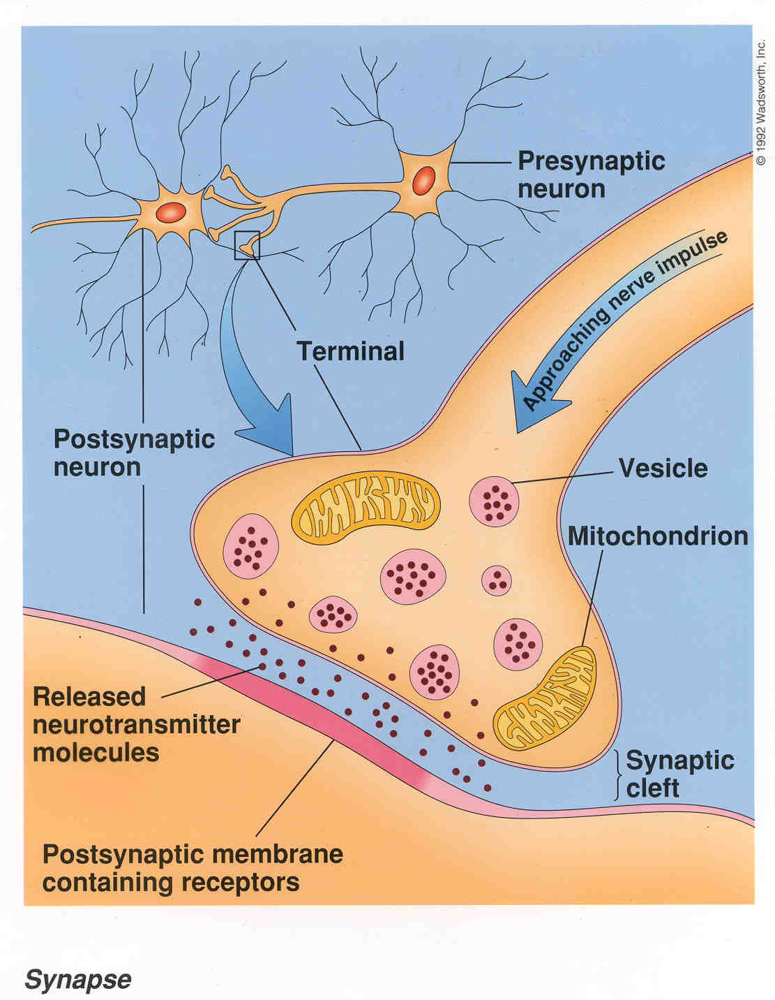 © 1992 Wadsworth, Inc.
Presynaptic
neuron
Approaching nerve impulse
Terminal
Postsynaptic
neuron
Vesicle
Mitochondrion
Released
neurotransmitter
molecules
Synaptic
cleft
Postsynaptic membrane
containing receptors
Synapse